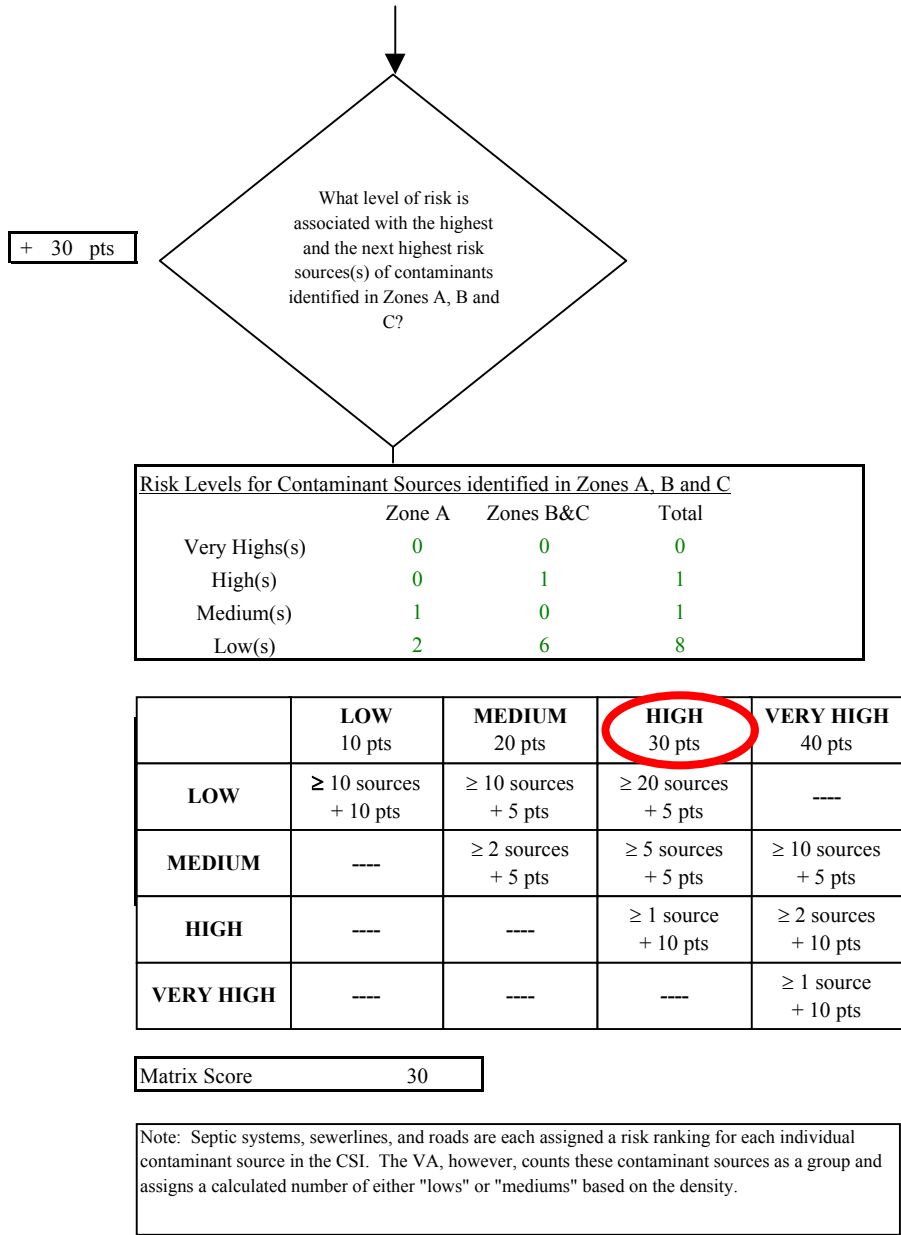 What level of risk is
associated with the highest
and the next highest risk
sources(s) of contaminants
identified in Zones A, B and
C?
+ 30 pts
Risk Levels for Contaminant Sources identified in Zones A, B and C
Zone A Zones B&C Total
Very Highs(s) 0 0 0
High(s) 0 1 1
Medium(s) 1 0 1
Low(s) 2 6 8
LOW MEDIUM HIGH VERY HIGH
10 pts 20 pts 30 pts 40 pts
LOW ≥ 10 sources ≥ 10 sources ≥ 20 sources ----
+ 10 pts + 5 pts + 5 pts
MEDIUM ---- ≥ 2 sources ≥ 5 sources ≥ 10 sources
+ 5 pts + 5 pts + 5 pts
HIGH ---- ---- ≥ 1 source ≥ 2 sources
+ 10 pts + 10 pts
VERY HIGH ---- ---- ---- ≥ 1 source
+ 10 pts
Matrix Score 30
Note: Septic systems, sewerlines, and roads are each assigned a risk ranking for each individual
contaminant source in the CSI. The VA, however, counts these contaminant sources as a group and
assigns a calculated number of either "lows" or "mediums" based on the density.